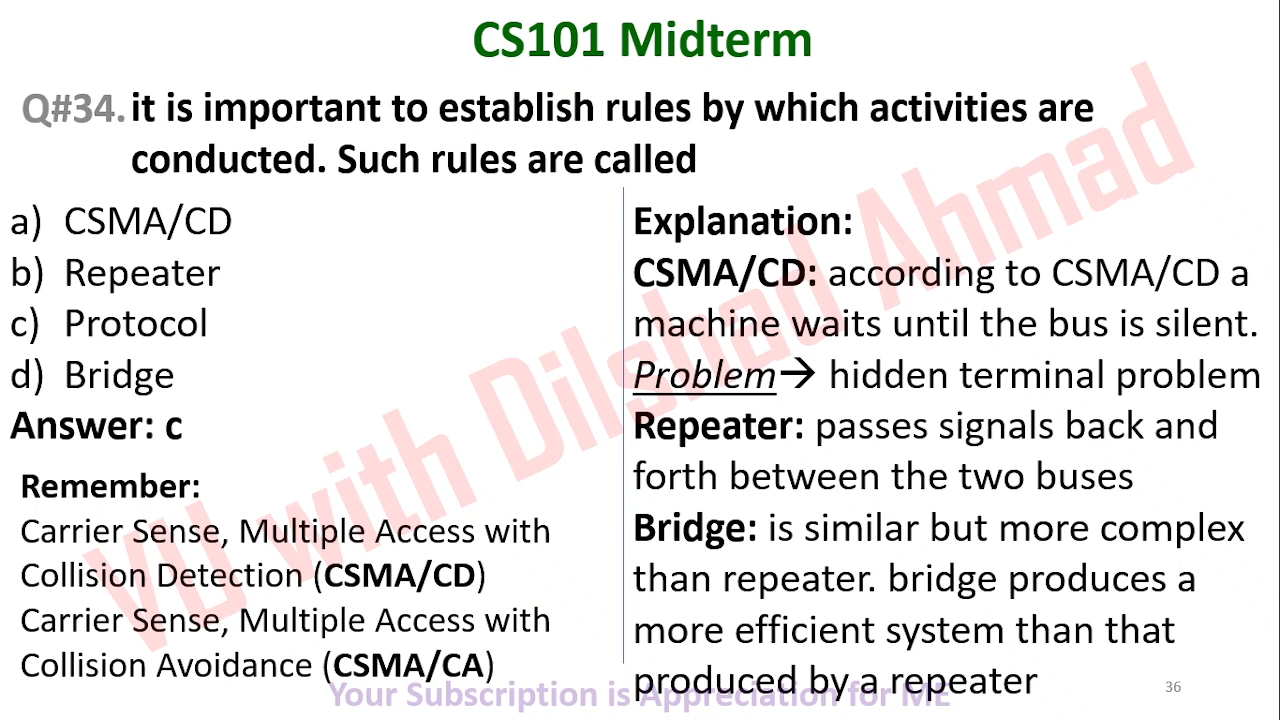 CS101 Midterm
Q#34. it is important to establish rules by which activities are
conducted. Such rules are called
a) CSMA/CD
b) Repeater
c) Protocol
d) Bridge
Answer: c
Remember:
Carrier Sense, Multiple Access with
Collision Detection (CSMA/CD)
Carrier Sense, Multiple Access with
Collision Avoidance (CSMA/CA)
Explanation:
CSMA/CD: according to CSMA/CD a
machine waits until the bus is silent.
Problem→ hidden terminal problem
Repeater: passes signals back and
forth between the two buses
Bridge: is similar but more complex
than repeater. bridge produces a
more efficient system than that
produced by a repeater
VU with Dilshad Ahmad
Your Subscription is Appreciation for ME
36